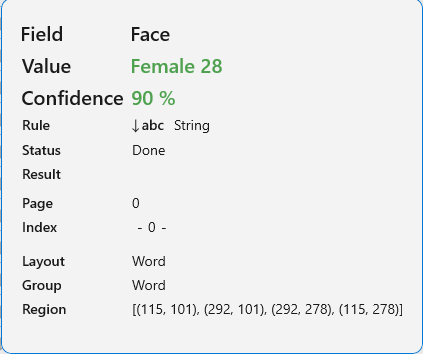 Field Face
Value Female 28
Confidence 90 %
Rule ↓abc String
Status Done
Result
Page 0
Index - 0 -
Layout Word
Group Word
Region [(115, 101), (292, 101), (292, 278), (115, 278)]